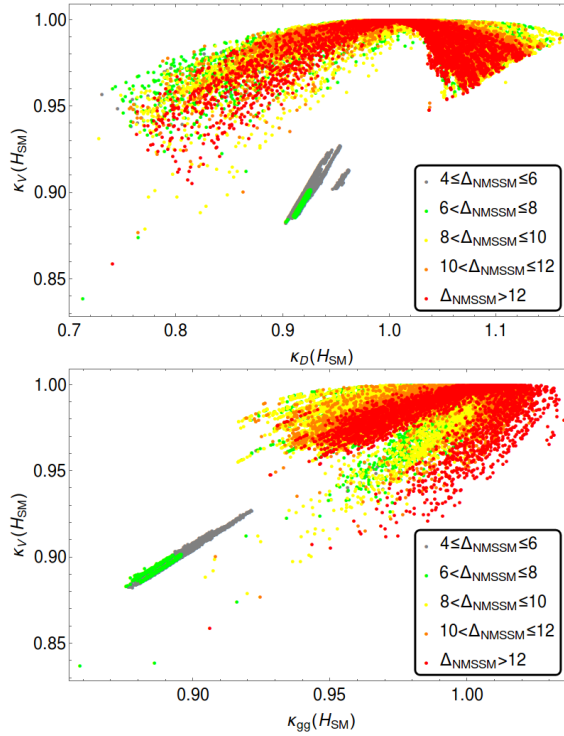 1.00
0.95
0.90
0.85
κV(HSM)
4≤ΔNMSSM≤6
6<ΔNMSSM≤8
8<ΔNMSSM≤10
10<ΔNMSSM≤12
ΔNMSSM>12
0.7 0.8 0.9 1.0 1.1
κD(HSM)
1.00
0.95
0.90
0.85
κV(HSM)
4≤ΔNMSSM≤6
6<ΔNMSSM≤8
8<ΔNMSSM≤10
10<ΔNMSSM≤12
ΔNMSSM>12
0.90 0.95 1.00
κgg(HSM)